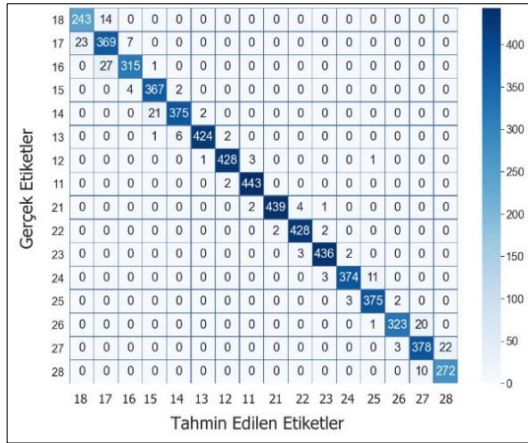 18 243 14 0 0 0 0 0 0 0 0 0 0 0 0 0 0
17 23 369 7 0 0 0 0 0 0 0 0 0 0 0 0 0
16 0 27 315 1 0 0 0 0 0 0 0 0 0 0 0 0
15 0 0 4 367 2 0 0 0 0 0 0 0 0 0 0 0
14 0 0 0 21 375 2 0 0 0 0 0 0 0 0 0 0
13 0 0 0 1 6 424 2 0 0 0 0 0 0 0 0 0
12 0 0 0 0 0 1 428 3 0 0 0 0 1 0 0 0
11 0 0 0 0 0 0 2 443 0 0 0 0 0 0 0 0
21 0 0 0 0 0 0 0 2 439 4 1 0 0 0 0 0
22 0 0 0 0 0 0 0 0 2 428 2 0 0 0 0 0
23 0 0 0 0 0 0 0 0 0 3 436 2 0 0 0 0
24 0 0 0 0 0 0 0 0 0 0 3 374 11 0 0 0
25 0 0 0 0 0 0 0 0 0 0 0 3 375 2 0 0
26 0 0 0 0 0 0 0 0 0 0 0 0 1 323 20 0
27 0 0 0 0 0 0 0 0 0 0 0 0 0 3 378 22
28 0 0 0 0 0 0 0 0 0 0 0 0 0 0 10 272
18 17 16 15 14 13 12 11 21 22 23 24 25 26 27 28
Gerçek Etiketler
Tahmin Edilen Etiketler
400
350
300
250
200
150
100
50
0